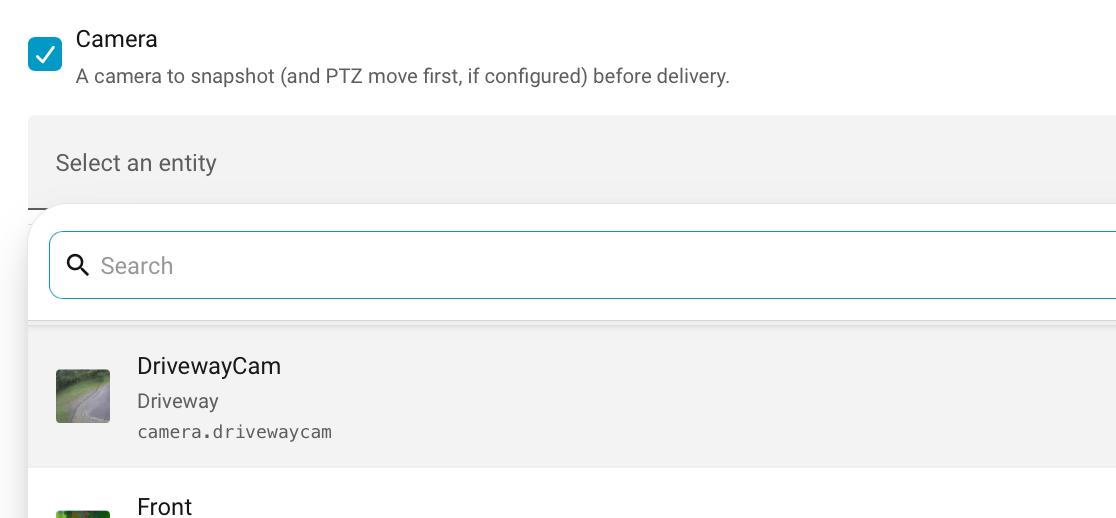 Camera
A camera to snapshot (and PTZ move first, if configured) before delivery.
Select an entity
Search
DrivewayCam
Driveway
camera.drivewaycam
Front